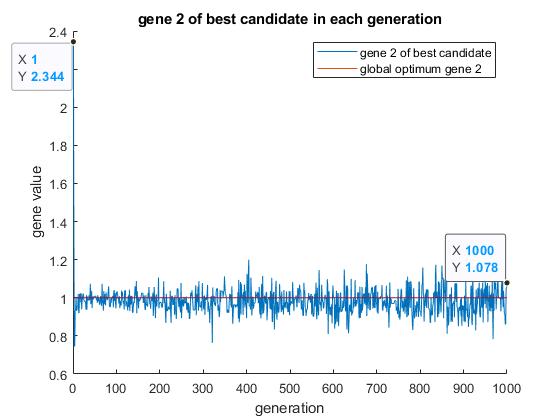 gene 2 of best candidate in each generation
2.4
X 1
Y 2.344
gene 2 of best candidate
global optimum gene 2
2
1.8
1.6
1.4
1.2
1
0.8
0.6
gene value
X 1000
Y 1.078
0 100 200 300 400 500 600 700 800 900 1000
generation